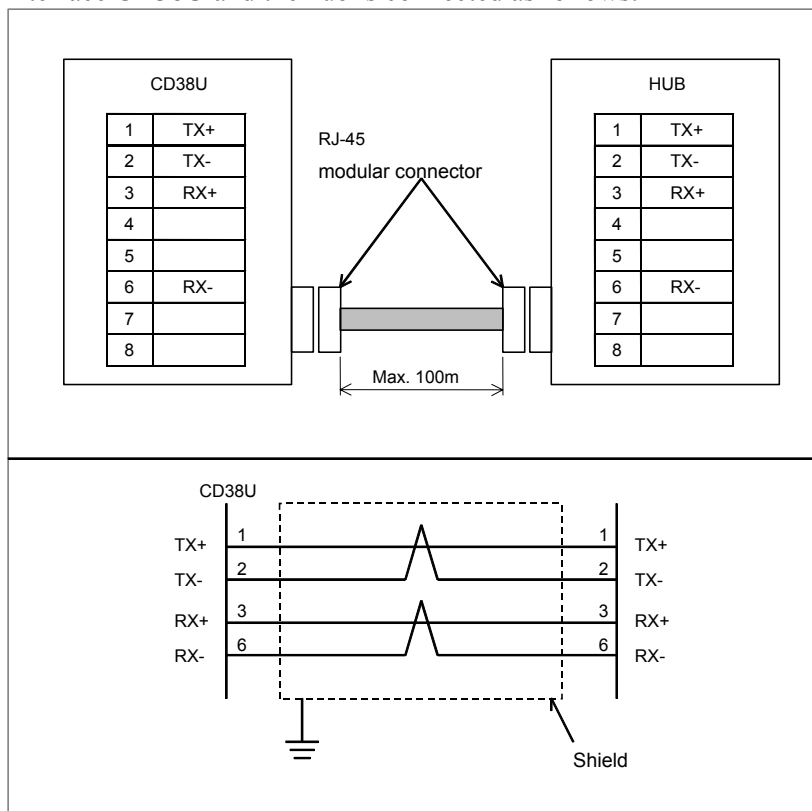 CD38U
HUB
1 TX+
2 TX-
3 RX+
4
5
6 RX-
7
8
RJ-45
modular connector
1 TX+
2 TX-
3 RX+
4
5
6 RX-
7
8
Max. 100m
CD38U
TX+ 1 1 TX+
TX- 2 2 TX-
RX+ 3 3 RX+
RX- 6 6 RX-
Shield